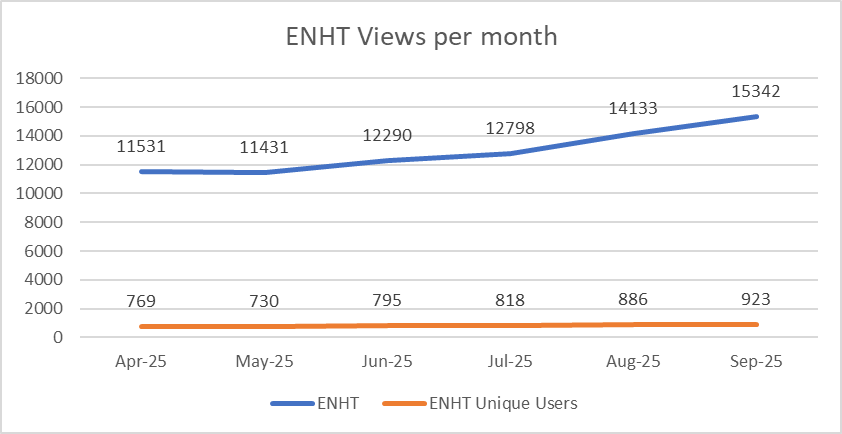 ENHT Views per month
18000
16000
14000
12000
10000
8000
6000
4000
2000
0
11531
11431
12290
12798
14133
15342
769
730
795
818
886
923
Apr-25
May-25
Jun-25
Jul-25
Aug-25
Sep-25
ENHT
ENHT Unique Users